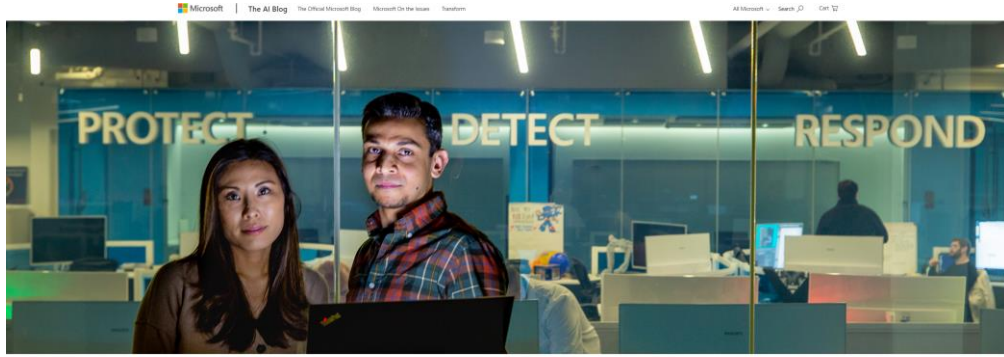 Microsoft | The AI Blog The Official Microsoft Blog Microsoft On the Issues Transform All Microsoft Search Cart
PROTECT DETECT RESPOND
ThinkPad